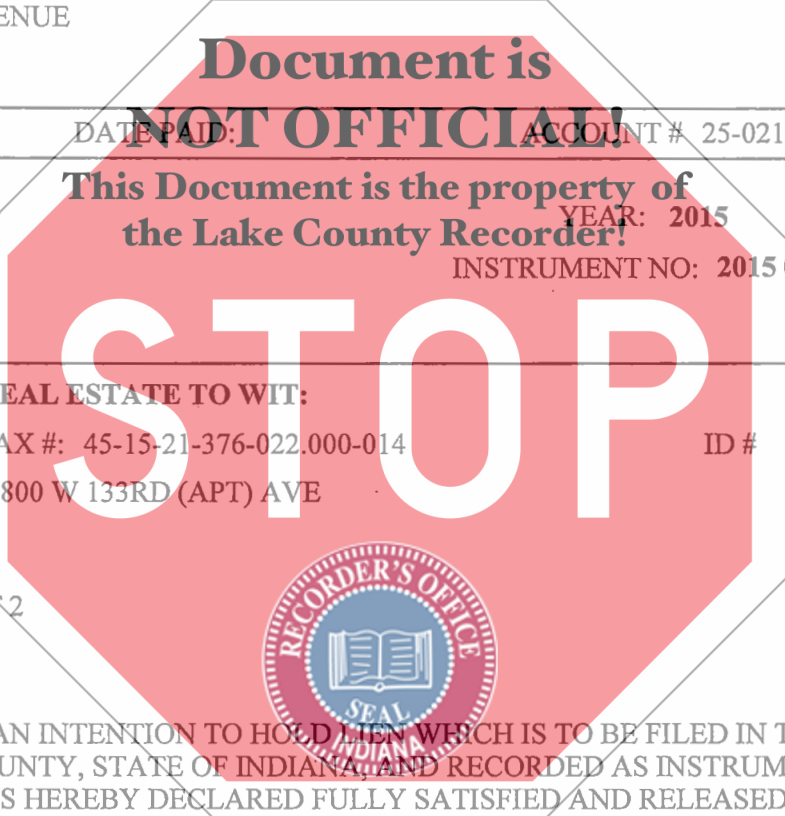 ENUE
Document is
NOT OFFICIAL!
DATE PAID: ACCOUNT # 25-021
This Document is the property of
the Lake County Recorder!
YEAR: 2015
INSTRUMENT NO: 2015
STOP
EAL ESTATE TO WIT:
AX #: 45-15-21-376-022.000-014 ID #
800 W 133RD (APT) AVE
2
RECORDER'S OFFICE
SEAL
INDIANA
AN INTENTION TO HOLD LIEN WHICH IS TO BE FILED IN T
UNTY, STATE OF INDIANA, AND RECORDED AS INSTRUM
S HEREBY DECLARED FULLY SATISFIED AND RELEASED